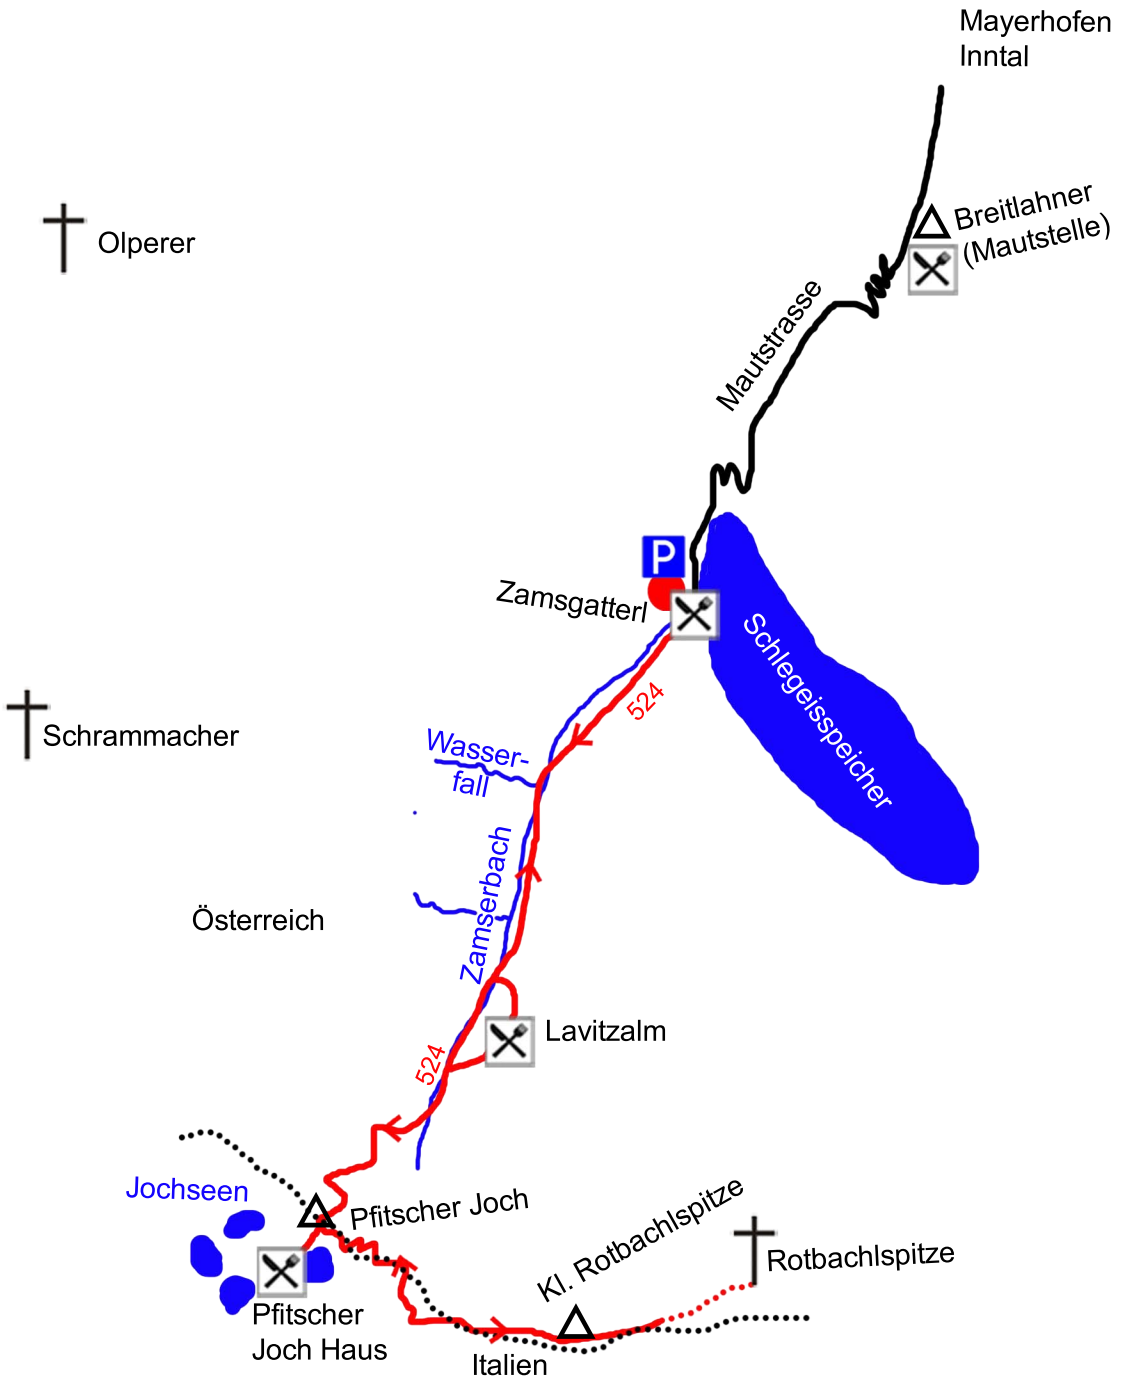 Mayerhofen
Inntal
Breitlahner
(Mautstelle)
Olperer
Mautstrasse
P
Zamsgatterl
Schlegeisspeicher
524
Schrammacher
Wasser-
fall
Zamserbach
Österreich
Lavitzalm
524
Jochseen
Pfitscher Joch
Kl. Rotbachlspitze
Rotbachlspitze
Pfitscher
Joch Haus
Italien